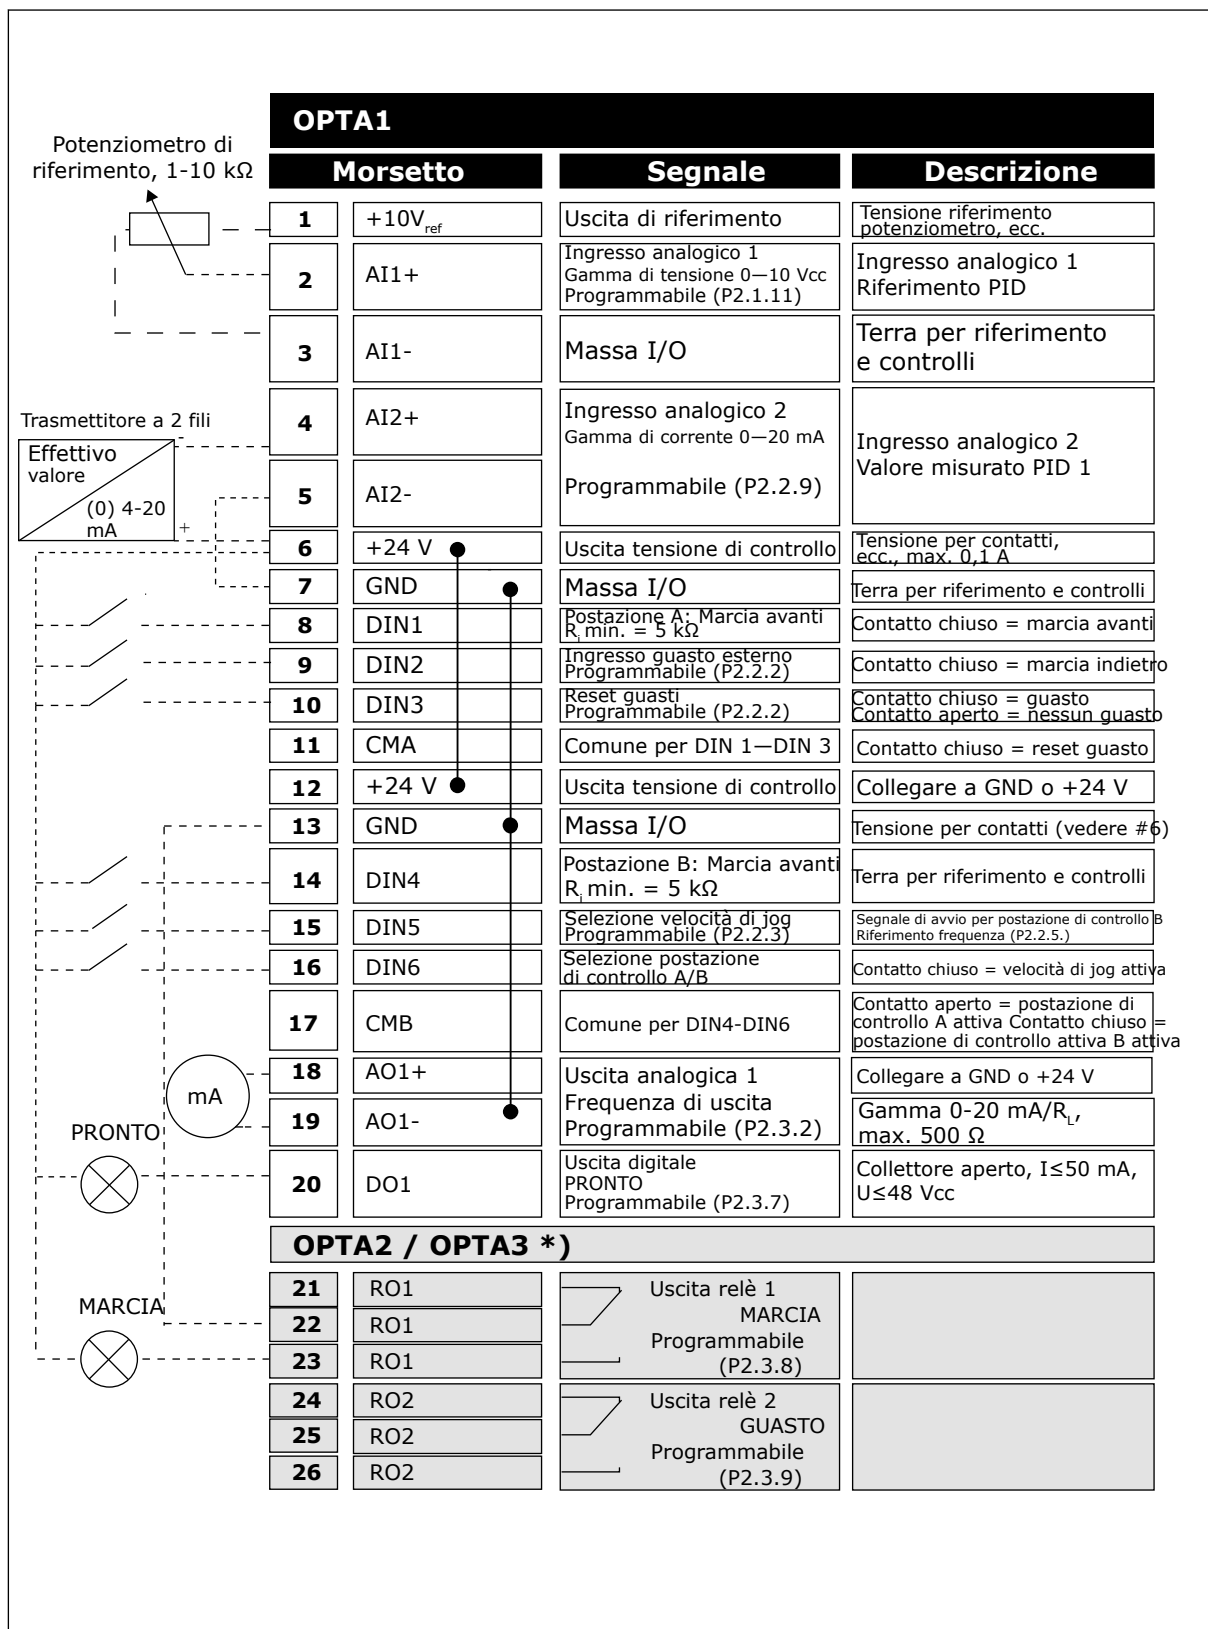 OPTA1
Potenziometro di
riferimento, 1-10 kΩ
Morsetto
Segnale
Descrizione
1
+10Vref
Uscita di riferimento
Tensione riferimento
potenziometro, ecc.
2
AI1+
Ingresso analogico 1
Gamma di tensione 0—10 Vcc
Programmabile (P2.1.11)
Ingresso analogico 1
Riferimento PID
3
AI1-
Massa I/O
Terra per riferimento
e controlli
Trasmettitore a 2 fili
-
Effettivo
valore
(0) 4-20
mA
+
4
AI2+
Ingresso analogico 2
Gamma di corrente 0—20 mA
Programmabile (P2.2.9)
Ingresso analogico 2
Valore misurato PID 1
5
AI2-
6
+24 V
Uscita tensione di controllo
Tensione per contatti,
ecc., max. 0,1 A
7
GND
Massa I/O
Terra per riferimento e controlli
8
DIN1
Postazione A: Marcia avanti
Ri min. = 5 kΩ
Contatto chiuso = marcia avanti
9
DIN2
Ingresso guasto esterno
Programmabile (P2.2.2)
Contatto chiuso = marcia indietro
10
DIN3
Reset guasti
Programmabile (P2.2.2)
Contatto chiuso = guasto
Contatto aperto = nessun guasto
11
CMA
Comune per DIN 1—DIN 3
Contatto chiuso = reset guasto
12
+24 V
Uscita tensione di controllo
Collegare a GND o +24 V
13
GND
Massa I/O
Tensione per contatti (vedere #6)
14
DIN4
Postazione B: Marcia avanti
Ri min. = 5 kΩ
Terra per riferimento e controlli
15
DIN5
Selezione velocità di jog
Programmabile (P2.2.3)
Segnale di avvio per postazione di controllo B
Riferimento frequenza (P2.2.5.)
16
DIN6
Selezione postazione
di controllo A/B
Contatto chiuso = velocità di jog attiva
17
CMB
Comune per DIN4-DIN6
Contatto aperto = postazione di
controllo A attiva Contatto chiuso =
postazione di controllo attiva B attiva
mA
18
AO1+
Uscita analogica 1
Frequenza di uscita
Programmabile (P2.3.2)
Collegare a GND o +24 V
19
AO1-
Gamma 0-20 mA/RL,
max. 500 Ω
PRONTO
20
DO1
Uscita digitale
PRONTO
Programmabile (P2.3.7)
Collettore aperto, I≤50 mA,
U≤48 Vcc
OPTA2 / OPTA3 *)
MARCIA
21
RO1
22
RO1
23
RO1
Uscita relè 1
MARCIA
Programmabile
(P2.3.8)
24
RO2
25
RO2
26
RO2
Uscita relè 2
GUASTO
Programmabile
(P2.3.9)